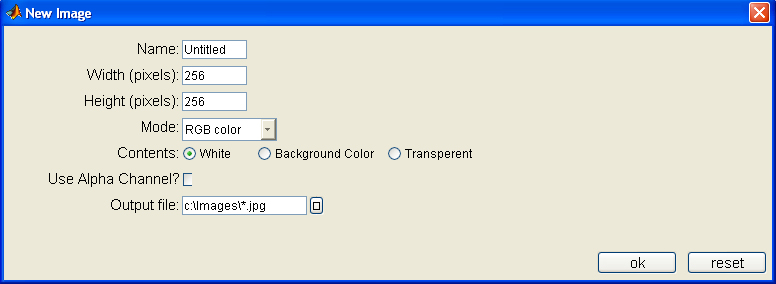 New Image
Name: Untitled
Width (pixels): 256
Height (pixels): 256
Mode: RGB color
Contents: White Background Color Transperent
Use Alpha Channel?
Output file: c:\Images\*.jpg
ok reset